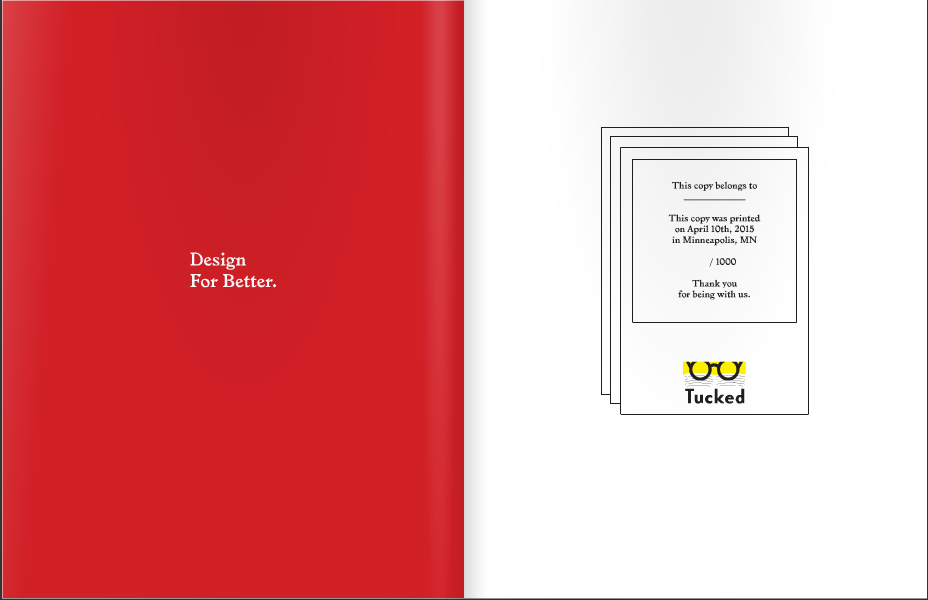 Design
For Better.
This copy belongs to
This copy was printed
on April 10th, 2015
in Minneapolis, MN
/ 1000
Thank you
for being with us.
Tucked